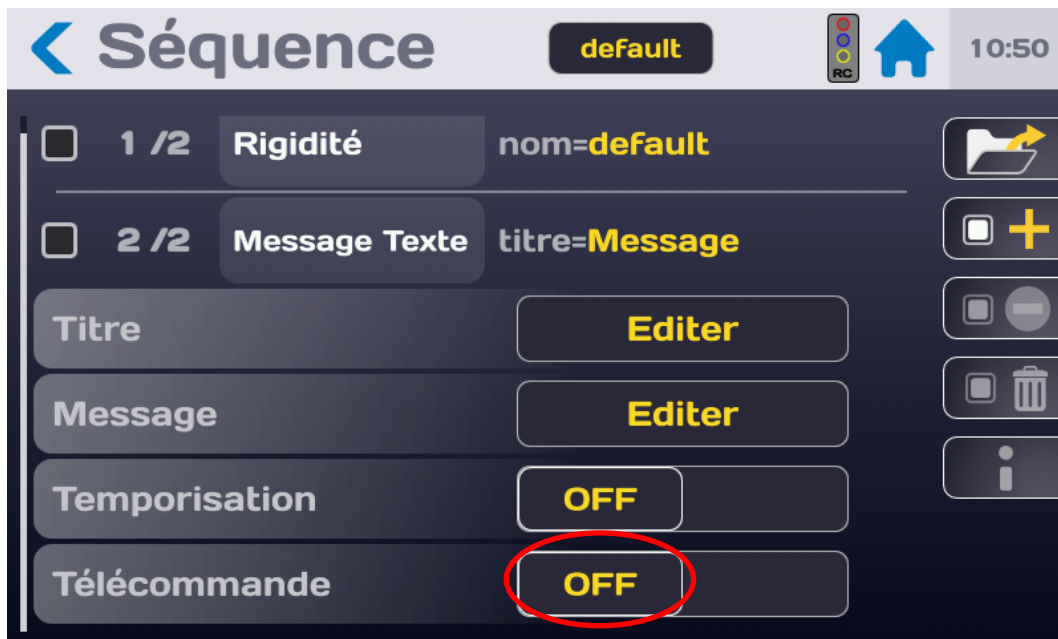 Séquence default RC 10:50
1 /2 Rigidité nom=default
2 /2 Message Texte titre=Message
Titre Editer
Message Editer
Temporisation OFF
Télécommande OFF